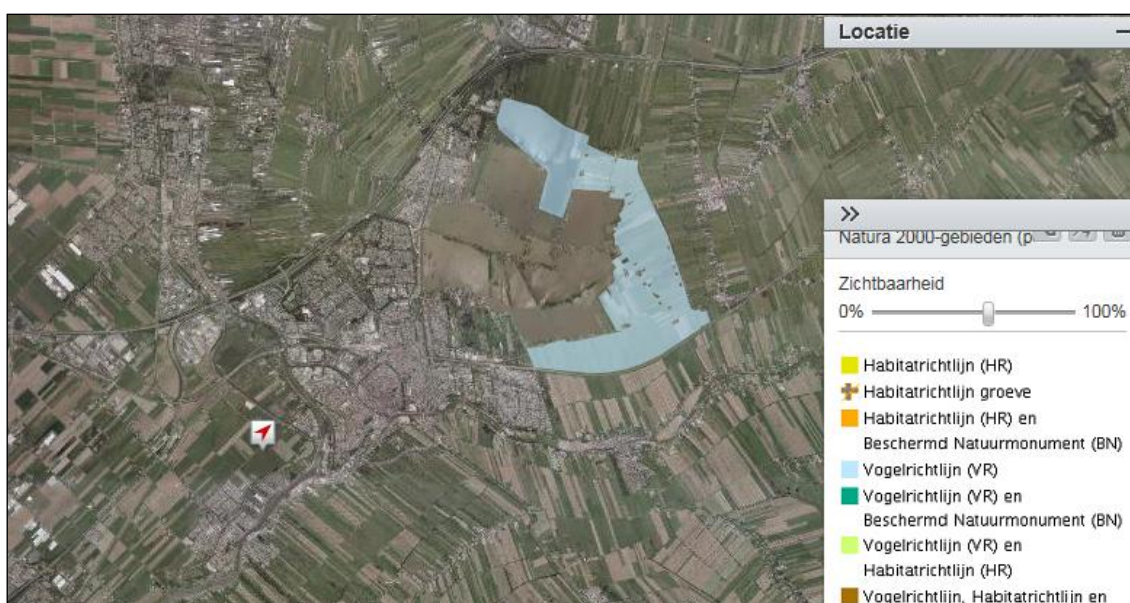 Locatie
Natura 2000-gebieden (p
Zichtbaarheid
0% 100%
Habitatrichtlijn (HR)
Habitatrichtlijn groeve
Habitatrichtlijn (HR) en
Beschermd Natuurmonument (BN)
Vogelrichtlijn (VR)
Vogelrichtlijn (VR) en
Beschermd Natuurmonument (BN)
Vogelrichtlijn (VR) en
Habitatrichtlijn (HR)
Vogelrichtlijn, Habitatrichtlijn en